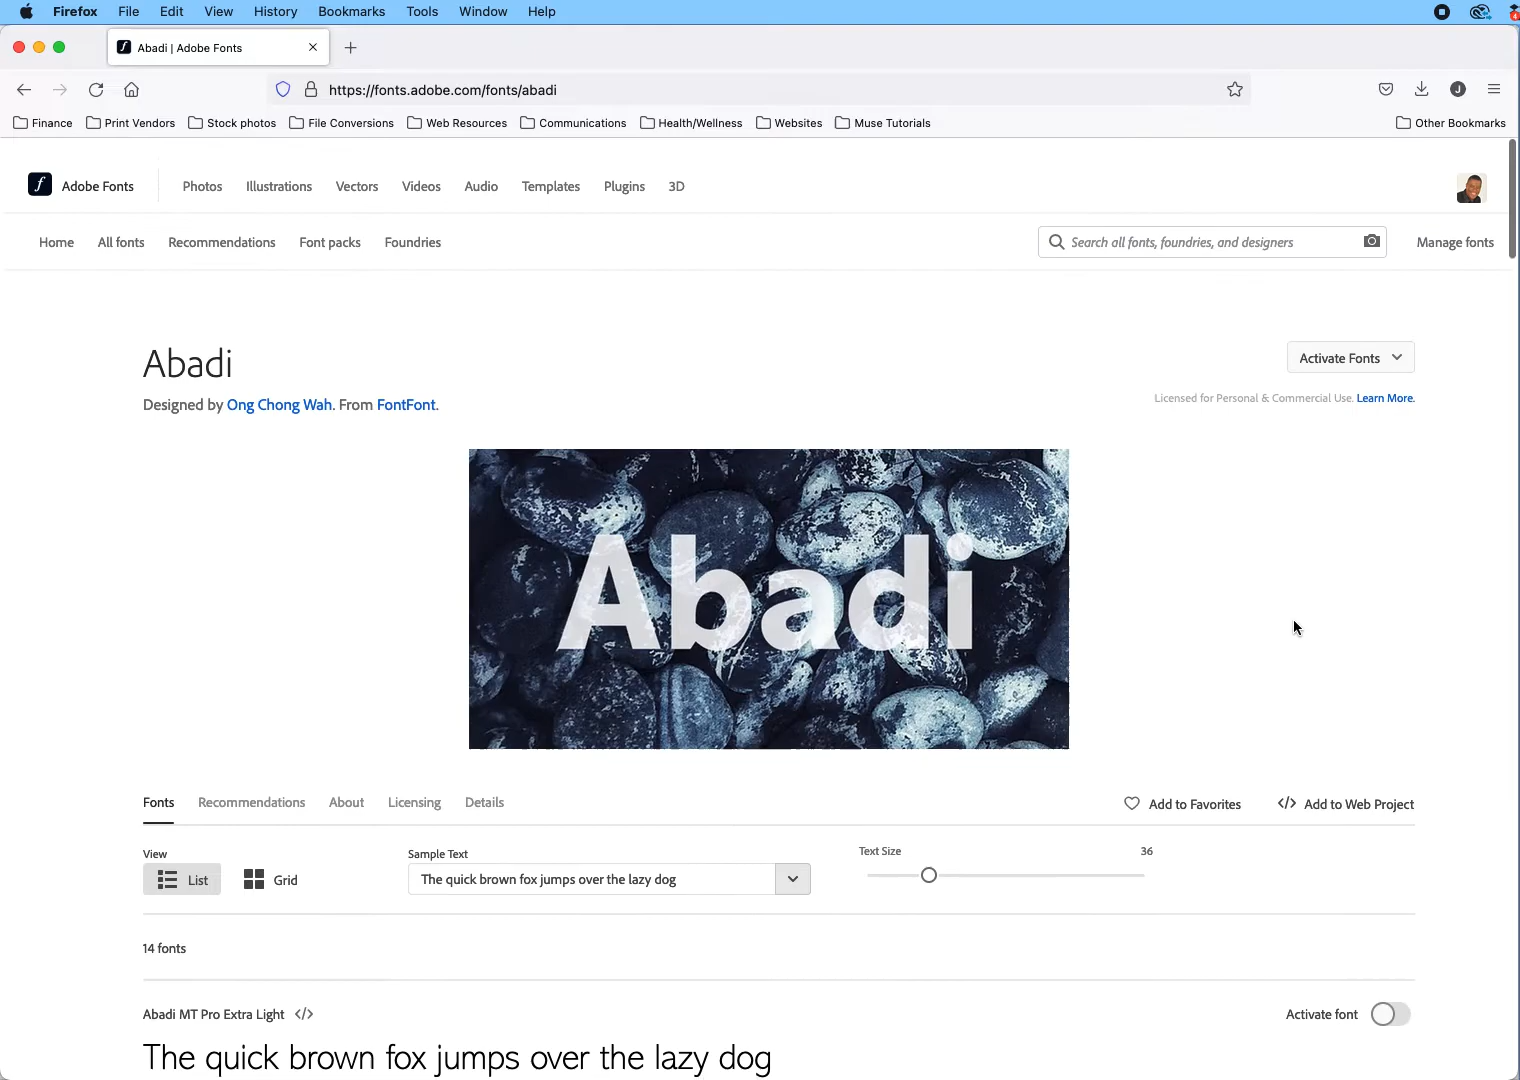 Firefox File Edit View History Bookmarks Tools Window Help
Abadi | Adobe Fonts
https://fonts.adobe.com/fonts/abadi
J
Finance Print Vendors Stock photos File Conversions Web Resources Communications Health/Wellness Websites Muse Tutorials Other Bookmarks
f Adobe Fonts Photos Illustrations Vectors Videos Audio Templates Plugins 3D
Home All fonts Recommendations Font packs Foundries Search all fonts, foundries, and designers Manage fonts
Abadi
Activate Fonts
Designed by Ong Chong Wah. From FontFont.
Licensed for Personal & Commercial Use. Learn More.
Abadi
Fonts Recommendations About Licensing Details Add to Favorites </> Add to Web Project
View Sample Text Text Size 36
List Grid The quick brown fox jumps over the lazy dog
14 fonts
Abadi MT Pro Extra Light </> Activate font
The quick brown fox jumps over the lazy dog